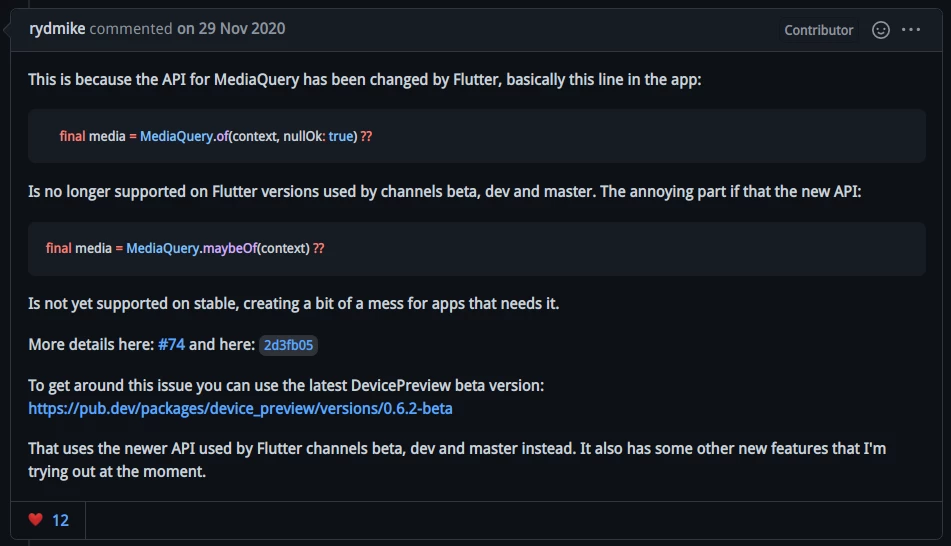 rydmike commented on 29 Nov 2020
Contributor
This is because the API for MediaQuery has been changed by Flutter, basically this line in the app:
final media = MediaQuery.of(context, nullOk: true) ??
Is no longer supported on Flutter versions used by channels beta, dev and master. The annoying part if that the new API:
final media = MediaQuery.maybeOf(context) ??
Is not yet supported on stable, creating a bit of a mess for apps that needs it.
More details here: #74 and here: 2d3fb05
To get around this issue you can use the latest DevicePreview beta version:
https://pub.dev/packages/device_preview/versions/0.6.2-beta
That uses the newer API used by Flutter channels beta, dev and master instead. It also has some other new features that I'm
trying out at the moment.
12